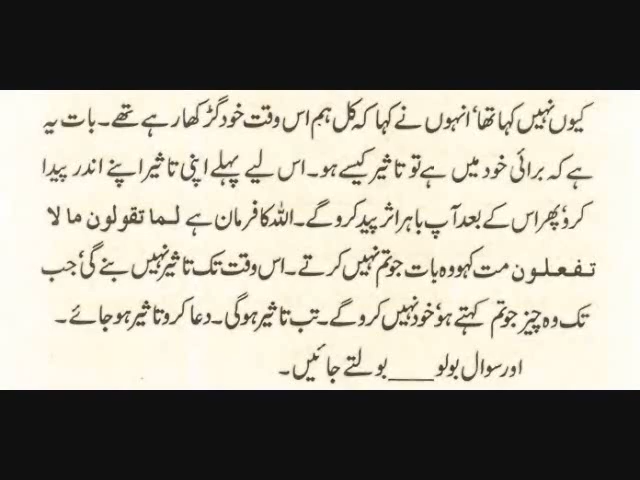 کیوں نہیں کہا تھا‘ انہوں نے کہا کہ کل ہم اس وقت خود گڑ کھا رہے تھے۔ بات یہ
ہے کہ برائی خود میں ہے تو تاثیر کیسے ہو۔ اس لیے پہلے اپنی تاثیر اپنے اندر پیدا
کرو‘ پھر اس کے بعد آپ باہر اثر پید کرو گے۔ اللہ کا فرمان ہے لما تقولون ما لا
تفعلون مت کہو وہ بات جو تم نہیں کرتے۔ اس وقت تک تاثیر نہیں بنے گی‘ جب
تک وہ چیز جو تم کہتے ہو‘ خود نہیں کرو گے۔ تب تاثیر ہوگی۔ دعا کرو تاثیر ہو جائے۔
اور سوال بولو ____ بولتے جائیں۔